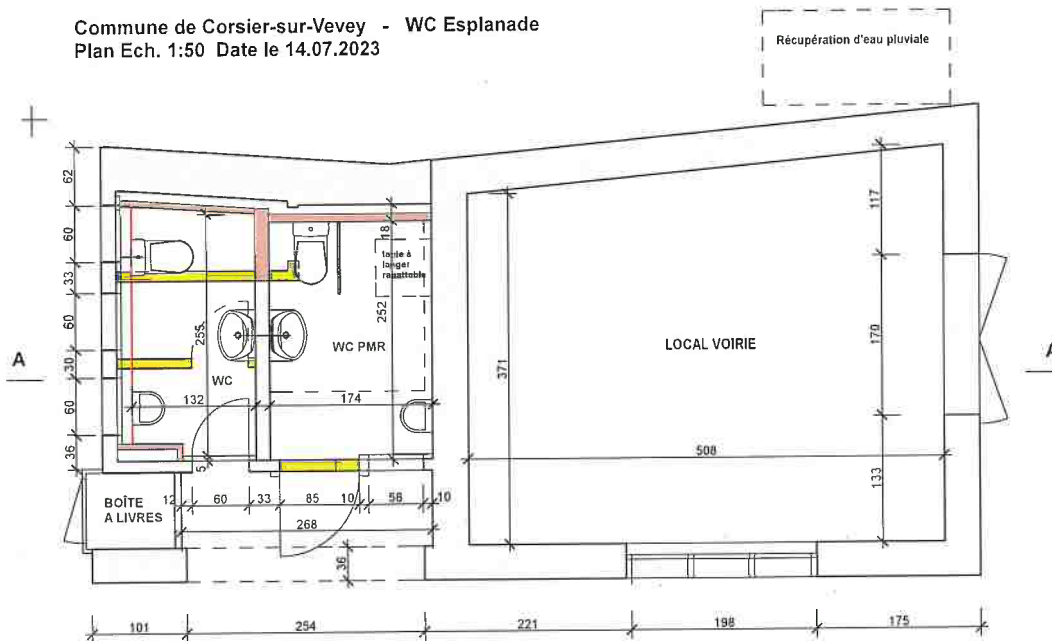 Commune de Corsier-sur-Vevey - WC Esplanade
Plan Ech. 1:50 Date le 14.07.2023
Récupération d'eau pluviale
62
60
33
60
30
60
36
18
table à
langer
rabattable
252
255
WC PMR
WC
132
174
5
12
60
33
85
10
58
10
268
36
BOÎTE
A LIVRES
A
371
LOCAL VOIRIE
508
117
170
133
A
101
254
221
198
175